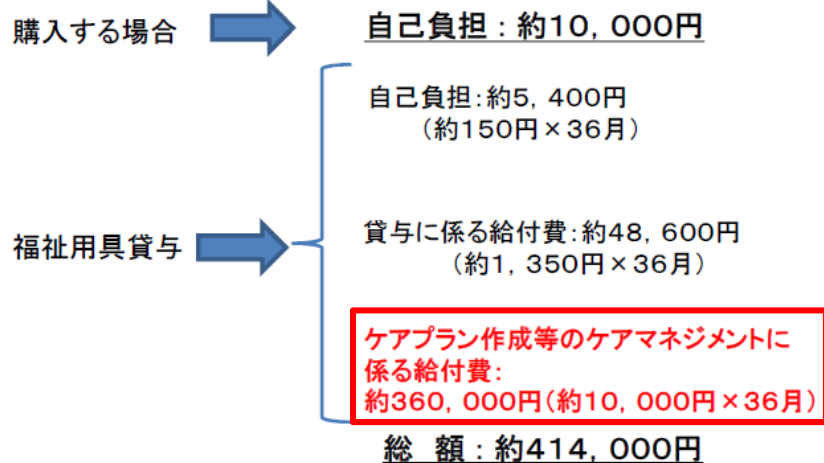 購入する場合
自己負担：約10，000円
自己負担：約5，400円
（約150円×36月）
福祉用具貸与
貸与に係る給付費：約48，600円
（約1，350円×36月）
ケアプラン作成等のケアマネジメントに
係る給付費：
約360，000円（約10，000円×36月）
総　額：約414，000円